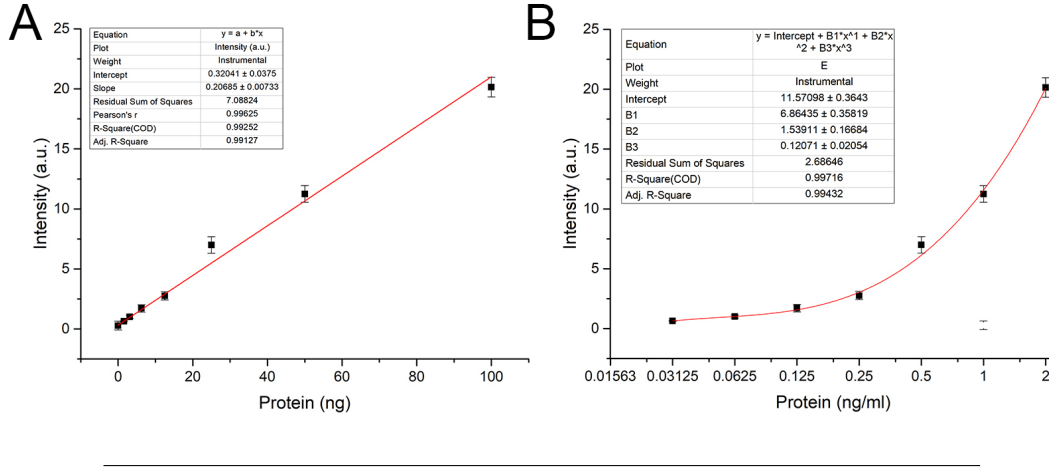 A
25
20
15
10
5
0
Intensity (a.u.)
Equation y = a + b*x
Plot Intensity (a.u.)
Weight Instrumental
Intercept 0.32041 ± 0.0375
Slope 0.20685 ± 0.00733
Residual Sum of Squares 7.08824
Pearson's r 0.99625
R-Square(COD) 0.99252
Adj. R-Square 0.99127
0 20 40 60 80 100
Protein (ng)
B
25
20
15
10
5
0
Intensity (a.u.)
Equation y = Intercept + B1*x^1 + B2*x
^2 + B3*x^3
Plot E
Weight Instrumental
Intercept 11.57098 ± 0.3643
B1 6.86435 ± 0.35819
B2 1.53911 ± 0.16684
B3 0.12071 ± 0.02054
Residual Sum of Squares 2.68646
R-Square(COD) 0.99716
Adj. R-Square 0.99432
0.01563 0.03125 0.0625 0.125 0.25 0.5 1 2
Protein (ng/ml)